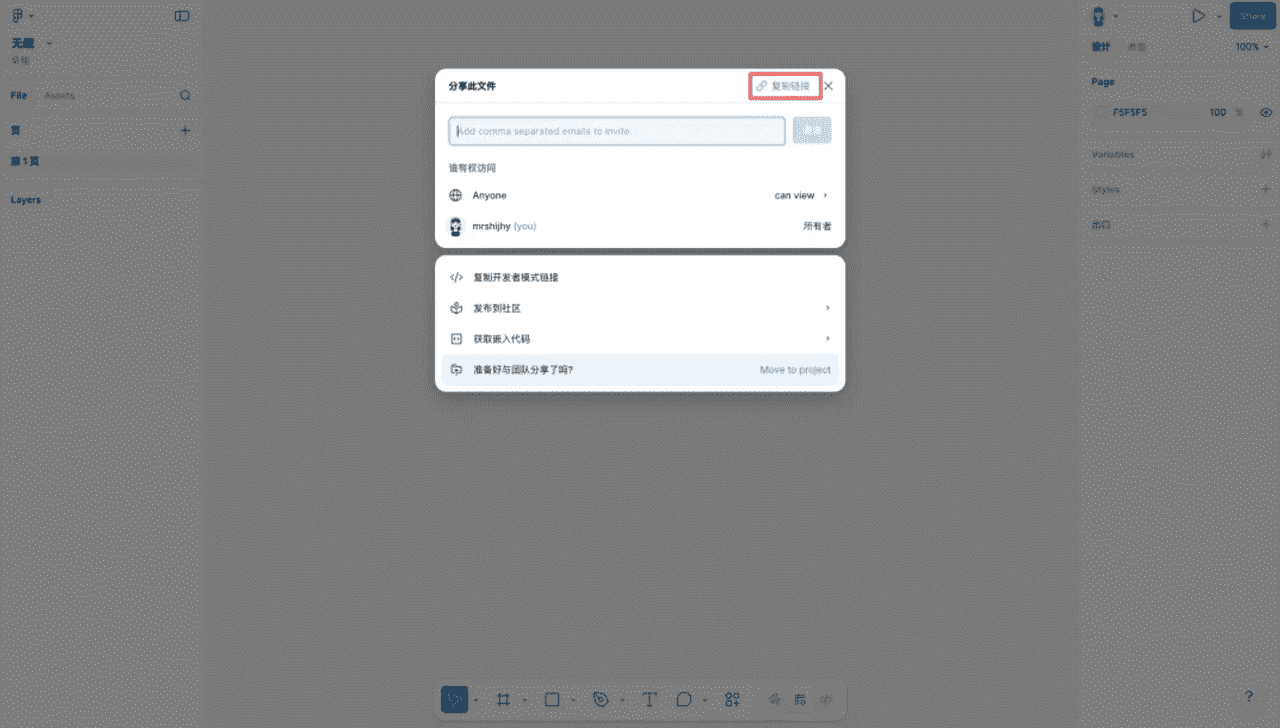 无题
Share
设计
100%
File
Assets
Page
页
F5F5F5
100
%
第 1 页
Variables
Layers
Styles
出口
分享此文件
复制链接
Add comma separated emails to invite
谁有权访问
Anyone
can view
mrshijhy (you)
所有者
复制开发者模式链接
发布到社区
获取嵌入代码
准备好与团队分享了吗?
Move to project
?